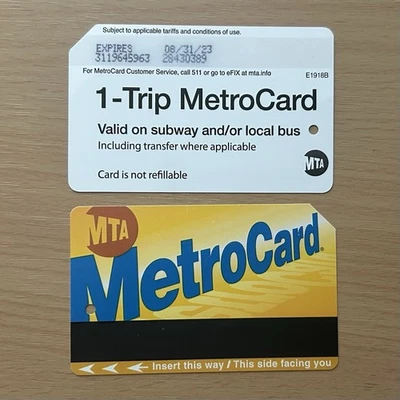 Subject to applicable tariffs and conditions of use.
EXPIRES 08/31/23
3119645963 28430389
For MetroCard Customer Service, call 511 or go to eFIX at mta.info E1918B
1-Trip MetroCard
Valid on subway and/or local bus
Including transfer where applicable
MTA
Card is not refillable
MTA
MetroCard®
Insert this way / This side facing you